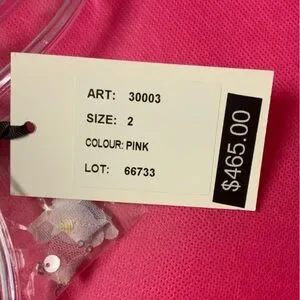 ART: 30003
SIZE: 2
COLOUR: PINK
LOT: 66733
$465.00